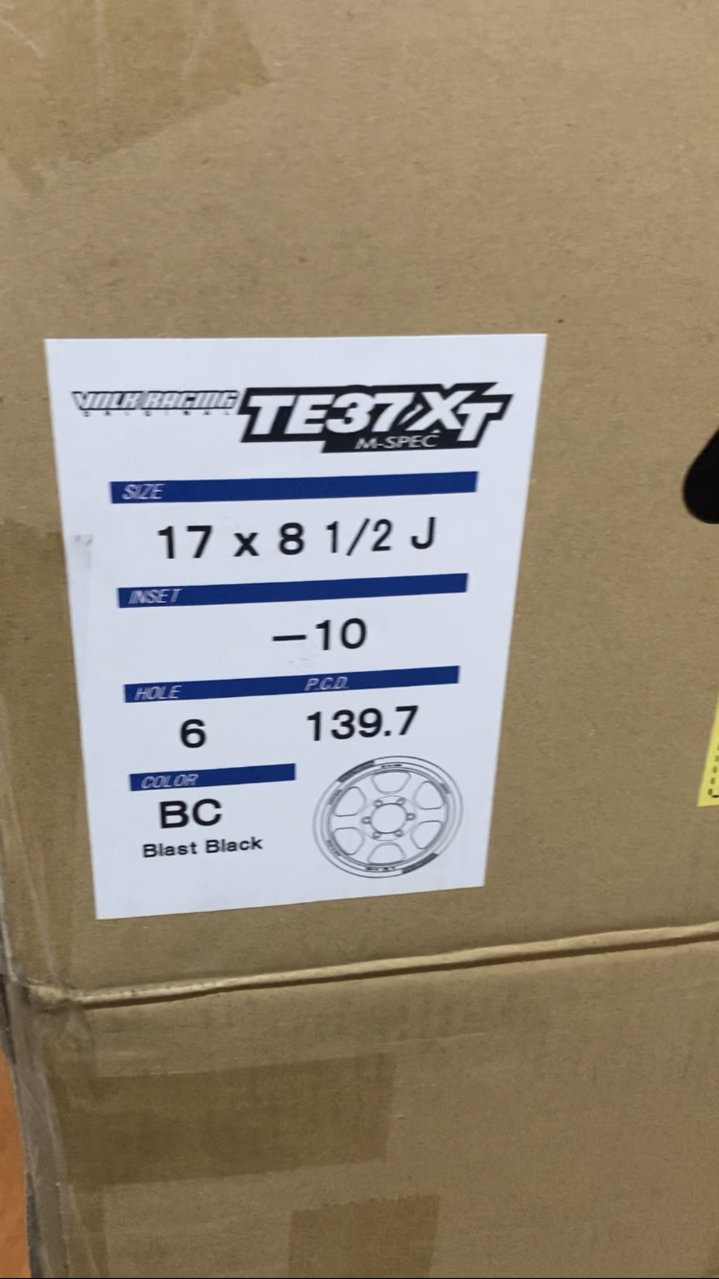 VOLK RACING TE37XT
ORIGINAL
M-SPEC
SIZE
17 x 8 1/2 J
INSET
−10
HOLE P.C.D.
6 139.7
COLOR
BC
Blast Black